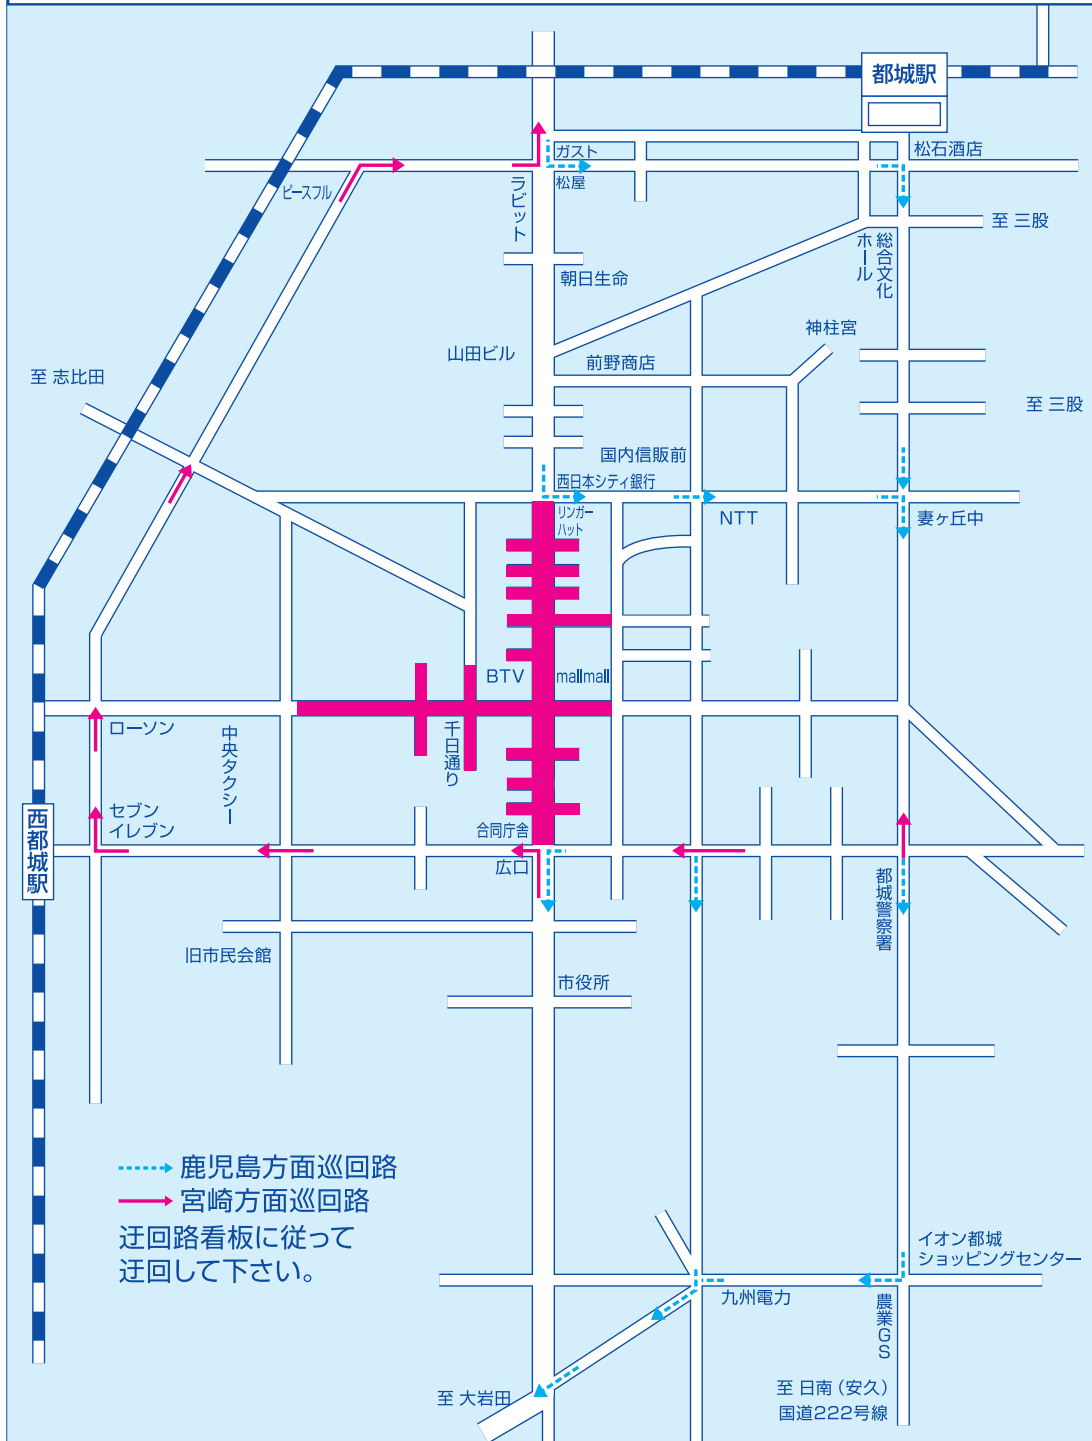 都城駅
松石酒店
ガスト
松屋
ラビット
ピースフル
至 三股
総合文化
ホール
朝日生命
神柱宮
山田ビル
前野商店
至 志比田
至 三股
国内信販前
西日本シティ銀行
リンガー
ハット
NTT
妻ヶ丘中
BTV
mallmall
ローソン
中央タクシー
千日通り
セブン
イレブン
西都城駅
合同庁舎
広口
都城警察署
旧市民会館
市役所
鹿児島方面巡回路
宮崎方面巡回路
迂回路看板に従って
迂回して下さい。
イオン都城
ショッピングセンター
九州電力
農業GS
至 大岩田
至 日南（安久）
国道222号線